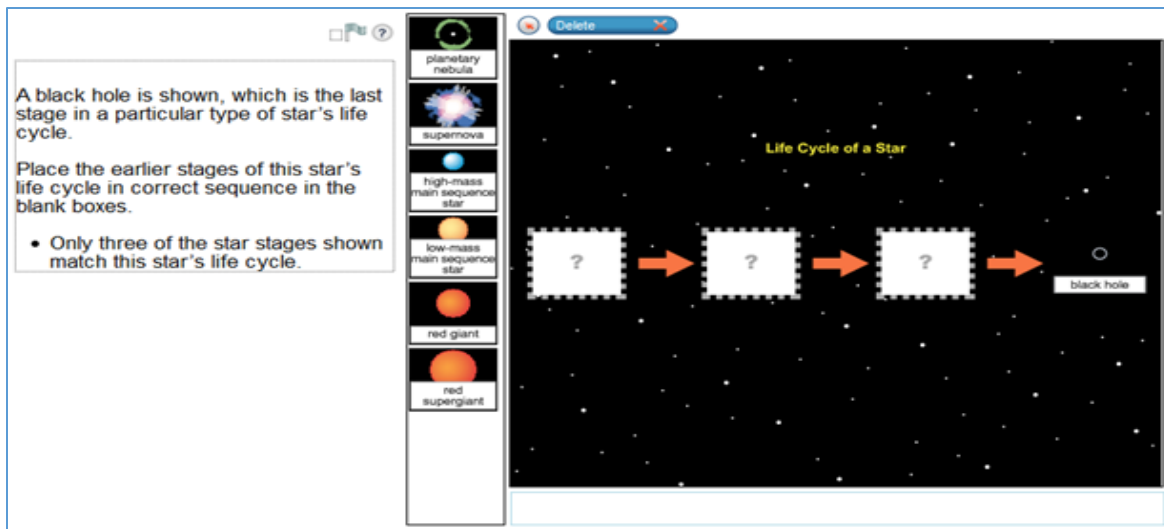 ?
A black hole is shown, which is the last
stage in a particular type of star's life
cycle.
Place the earlier stages of this star's
life cycle in correct sequence in the
blank boxes.
• Only three of the star stages shown
match this star's life cycle.
planetary
nebula
supernova
high-mass
main sequence
star
low-mass
main sequence
star
red giant
red
supergiant
Delete
Life Cycle of a Star
?
?
?
black hole